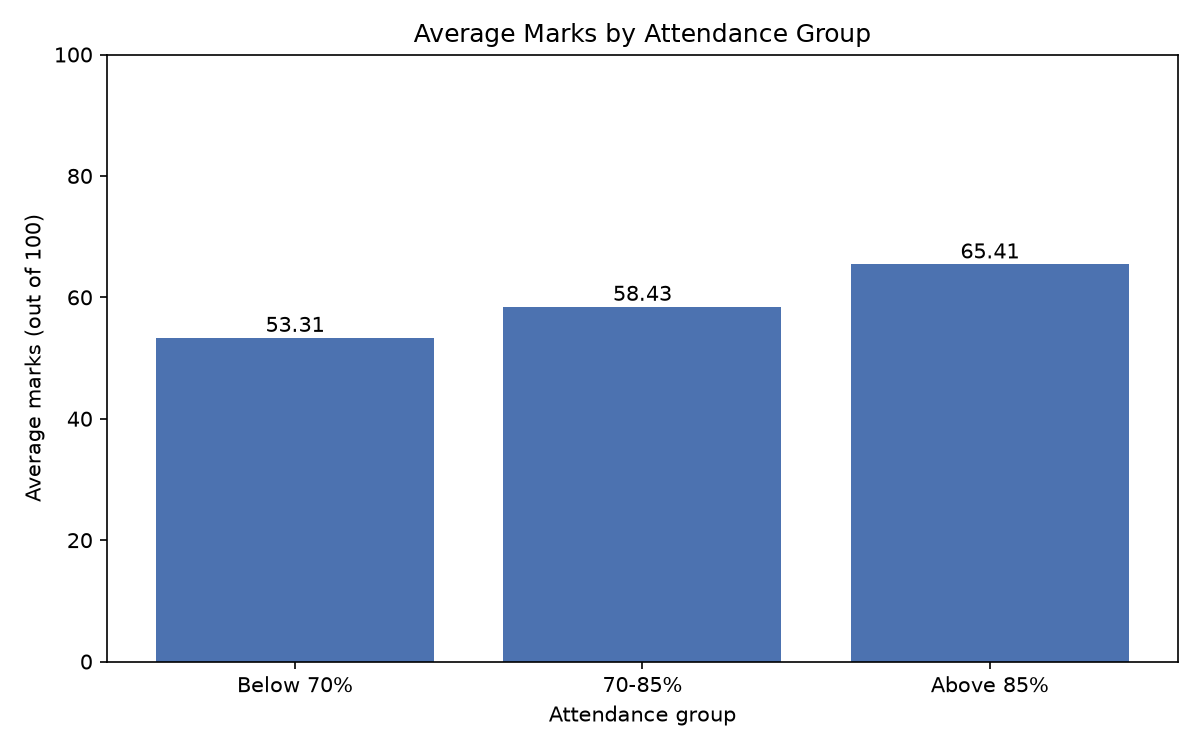 Average Marks by Attendance Group
Average marks (out of 100)
100
80
60
40
20
0
53.31
58.43
65.41
Below 70%
70-85%
Above 85%
Attendance group